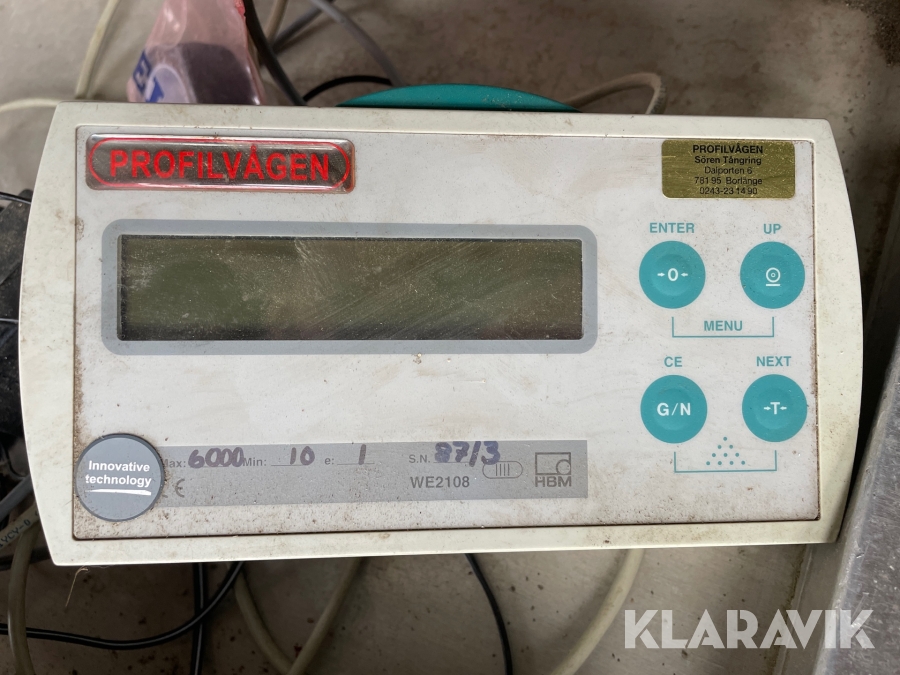 PROFILVÅGEN
PROFILVÅGEN
Sören Tångring
Dalporten 6
781 95 Borlänge
0243-23 14 90
ENTER
UP
→0←
MENU
CE
NEXT
G/N
→T←
Innovative
technology
Max: 6000 Min: 10 e: 1
S.N. 87/3
WE2108
HBM
CE
KLARAVIK